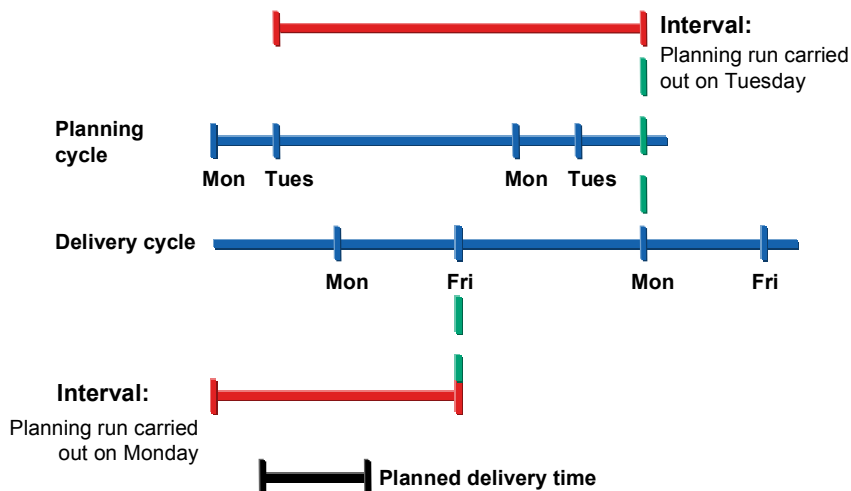 Interval:
Planning run carried
out on Tuesday
Planning
cycle
Mon Tues Mon Tues
Delivery cycle
Mon Fri Mon Fri
Interval:
Planning run carried
out on Monday
Planned delivery time